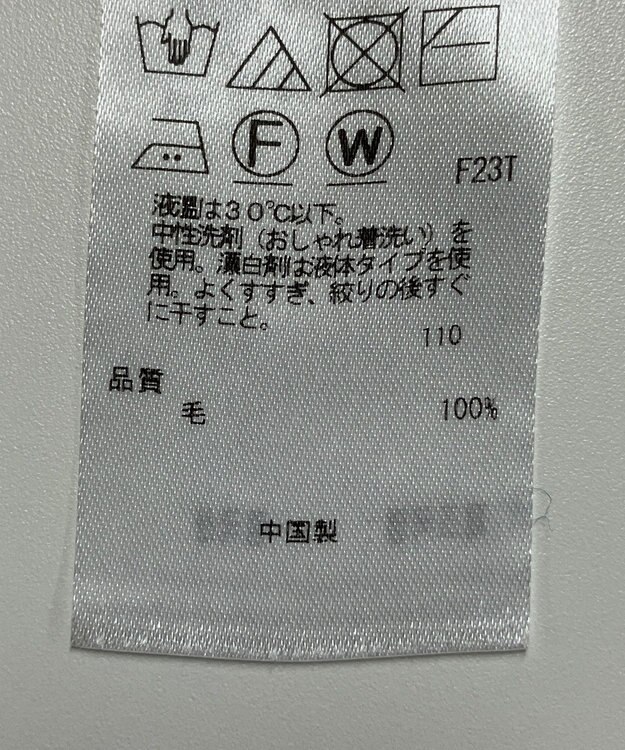 F
W
F23T
液温は30℃以下。
中性洗剤（おしゃれ着洗い）を
使用。漂白剤は液体タイプを使
用。よくすすぎ、絞りの後すぐ
に干すこと。
110
品質
毛 100%
中国製